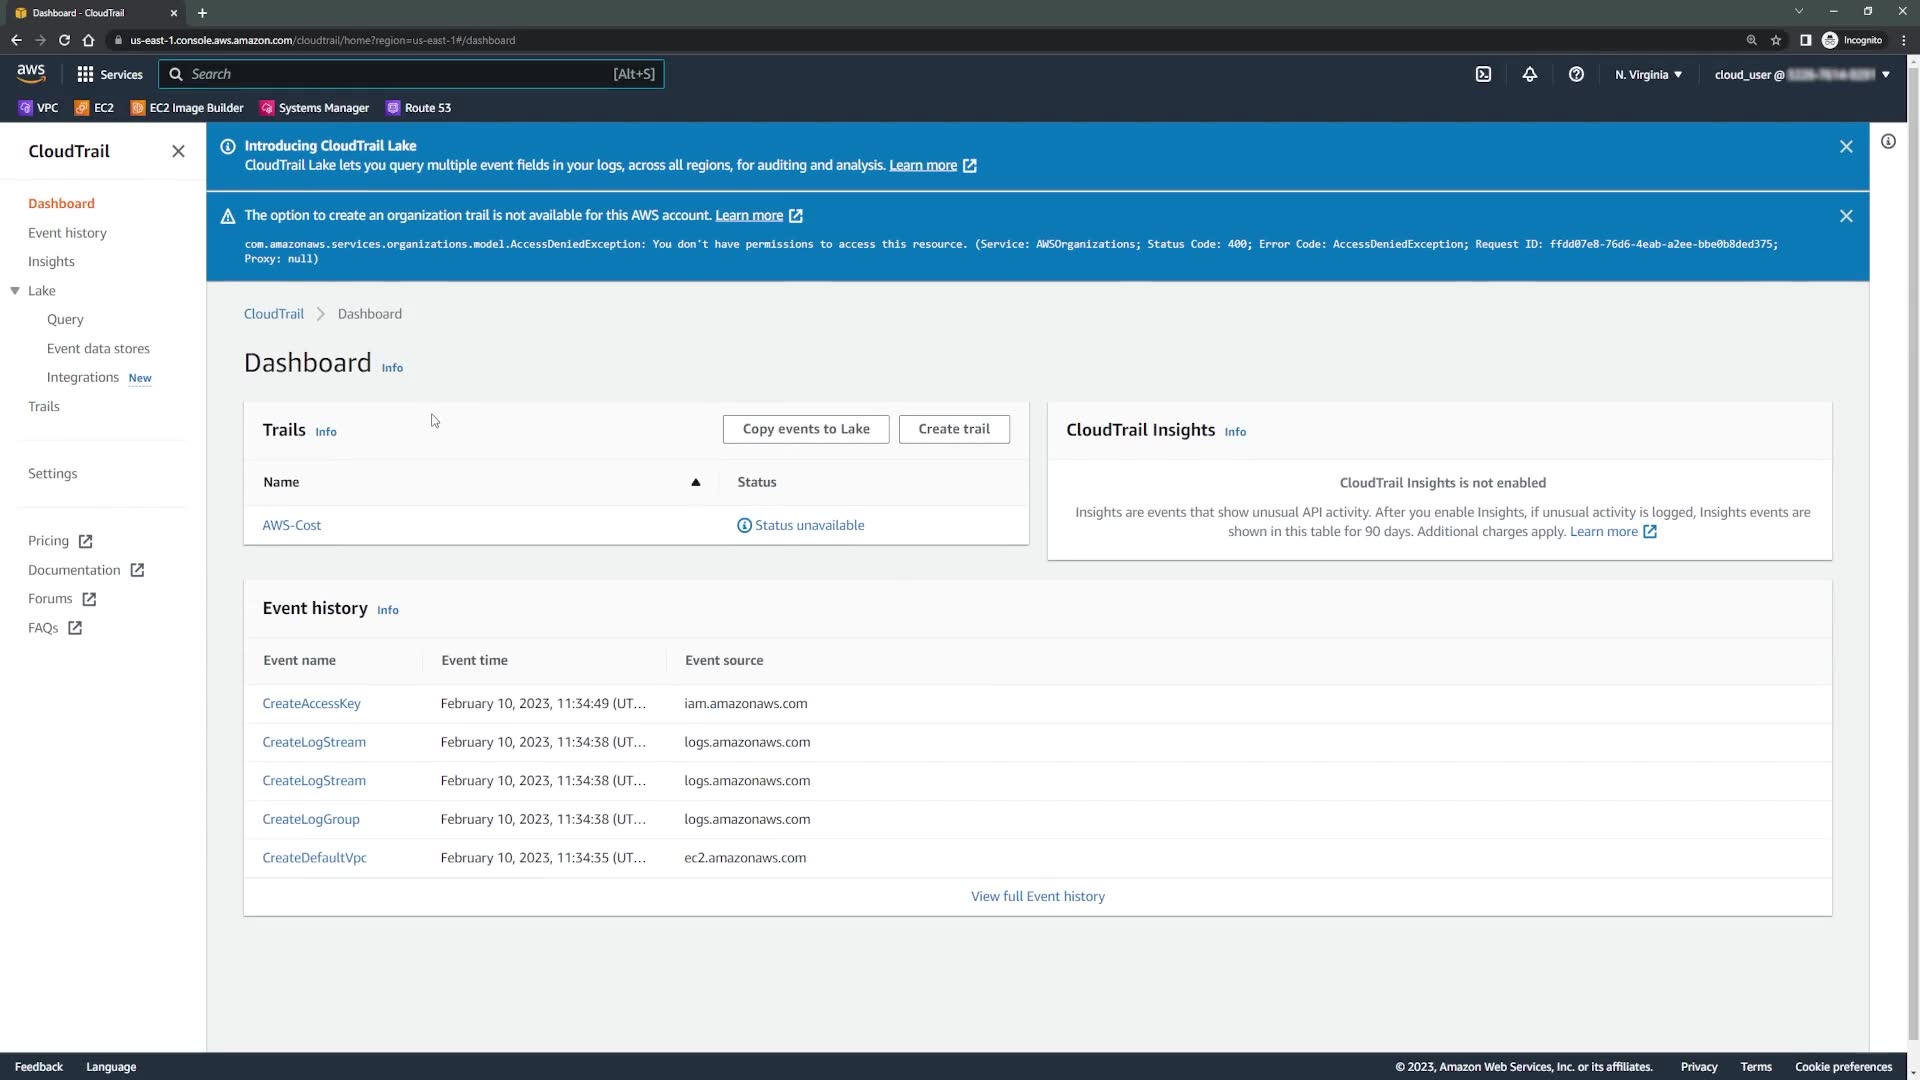 Dashboard - CloudTrail
us-east-1.console.aws.amazon.com/cloudtrail/home?region=us-east-1#/dashboard
Incognito
aws
Services
Search
[Alt+S]
N. Virginia
cloud_user @
VPC
EC2
EC2 Image Builder
Systems Manager
Route 53
CloudTrail
Dashboard
Event history
Insights
Lake
Query
Event data stores
Integrations New
Trails
Settings
Pricing
Documentation
Forums
FAQs
Introducing CloudTrail Lake
CloudTrail Lake lets you query multiple event fields in your logs, across all regions, for auditing and analysis. Learn more
The option to create an organization trail is not available for this AWS account. Learn more
com.amazonaws.services.organizations.model.AccessDeniedException: You don't have permissions to access this resource. (Service: AWSOrganizations; Status Code: 400; Error Code: AccessDeniedException; Request ID: ffdd07e8-76d6-4eab-a2ee-bbe0b8ded375;
Proxy: null)
CloudTrail
Dashboard
Dashboard Info
Trails Info
Copy events to Lake
Create trail
Name
Status
AWS-Cost
Status unavailable
CloudTrail Insights Info
CloudTrail Insights is not enabled
Insights are events that show unusual API activity. After you enable Insights, if unusual activity is logged, Insights events are
shown in this table for 90 days. Additional charges apply. Learn more
Event history Info
Event name Event time Event source
CreateAccessKey February 10, 2023, 11:34:49 (UT... iam.amazonaws.com
CreateLogStream February 10, 2023, 11:34:38 (UT... logs.amazonaws.com
CreateLogStream February 10, 2023, 11:34:38 (UT... logs.amazonaws.com
CreateLogGroup February 10, 2023, 11:34:38 (UT... logs.amazonaws.com
CreateDefaultVpc February 10, 2023, 11:34:35 (UT... ec2.amazonaws.com
View full Event history
Feedback
Language
© 2023, Amazon Web Services, Inc. or its affiliates.
Privacy
Terms
Cookie preferences